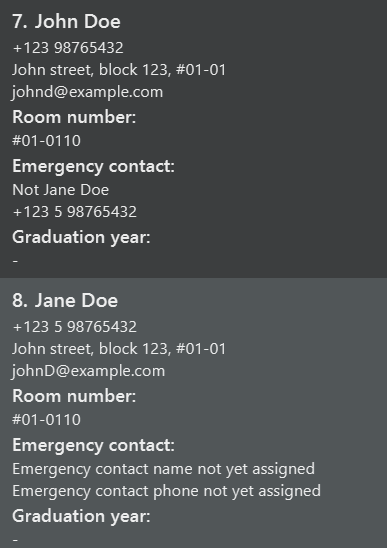 7. John Doe
+123 98765432
John street, block 123, #01-01
johnd@example.com
Room number:
#01-0110
Emergency contact:
Not Jane Doe
+123 5 98765432
Graduation year:
-
8. Jane Doe
+123 5 98765432
John street, block 123, #01-01
johnD@example.com
Room number:
#01-0110
Emergency contact:
Emergency contact name not yet assigned
Emergency contact phone not yet assigned
Graduation year:
-